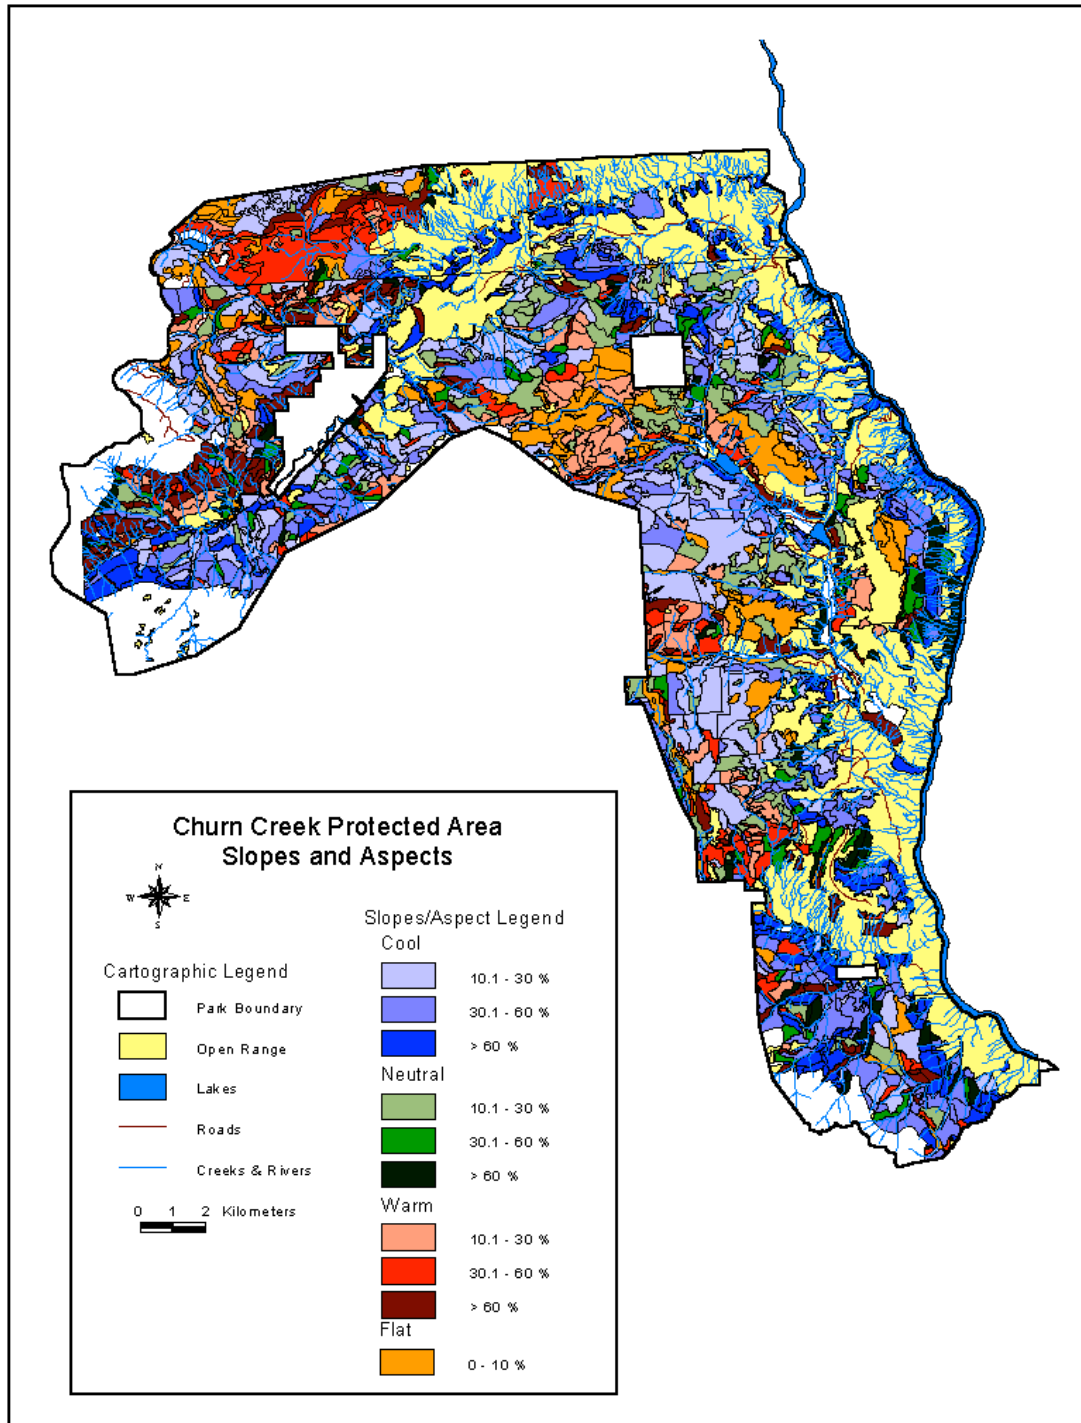 Churn Creek Protected Area
Slopes and Aspects
N
W E
S
Cartographic Legend
Park Boundary
Open Range
Lakes
Roads
Creeks & Rivers
0 1 2 Kilometers
Slopes/Aspect Legend
Cool
10.1 - 30 %
30.1 - 60 %
> 60 %
Neutral
10.1 - 30 %
30.1 - 60 %
> 60 %
Warm
10.1 - 30 %
30.1 - 60 %
> 60 %
Flat
0 - 10 %